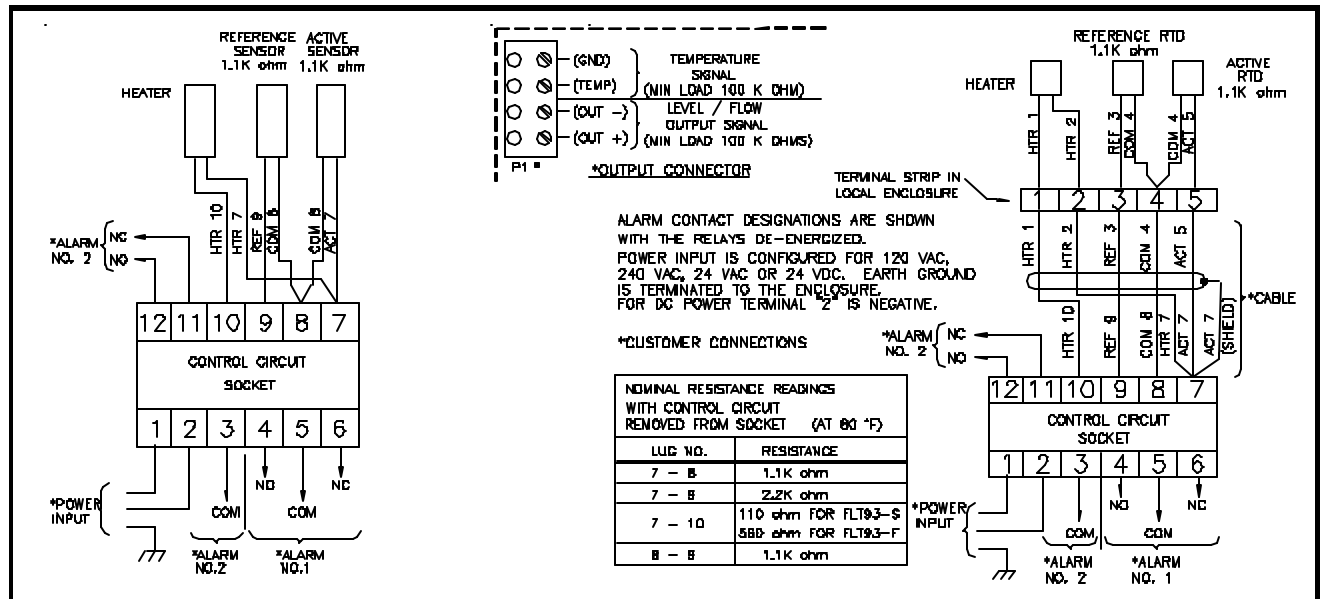 REFERENCE ACTIVE
SENSOR SENSOR
1.1K ohm 1.1K ohm
HEATER
HTR 10
HTR 7
REF 9
COM 8
COM 8
ACT 7
*ALARM NO. 2
NC
NO
12 11 10 9 8 7
CONTROL CIRCUIT
SOCKET
1 2 3 4 5 6
*POWER
INPUT
COM
NO
COM
NC
*ALARM
NO.2
*ALARM
NO.1
(GND)
(TEMP)
(OUT -)
(OUT +)
TEMPERATURE
SIGNAL
(MIN LOAD 100 K OHM)
LEVEL / FLOW
OUTPUT SIGNAL
(MIN LOAD 100 K OHMS)
P1 *
*OUTPUT CONNECTOR
ALARM CONTACT DESIGNATIONS ARE SHOWN
WITH THE RELAYS DE-ENERGIZED.
POWER INPUT IS CONFIGURED FOR 120 VAC,
240 VAC, 24 VAC OR 24 VDC. EARTH GROUND
IS TERMINATED TO THE ENCLOSURE.
FOR DC POWER TERMINAL "2" IS NEGATIVE.
*CUSTOMER CONNECTIONS
NOMINAL RESISTANCE READINGS
WITH CONTROL CIRCUIT
REMOVED FROM SOCKET (AT 60 °F)
LUG NO. RESISTANCE
1.1K ohm
2.2K ohm
7 - 10 110 ohm FOR FLT93-S
560 ohm FOR FLT93-F
1.1K ohm
REFERENCE RTD
1.1K ohm
HEATER
ACTIVE
RTD
1.1K ohm
HTR 1
HTR 2
REF 3
COM 4
COM 4
ACT 5
TERMINAL STRIP IN
LOCAL ENCLOSURE
1 2 3 4 5
HTR 1
HTR 2
REF 3
COM 4
ACT 5
*CABLE
HTR 10
REF 9
COM 8
HTR 7
ACT 7
ACT 7
(SHIELD)
*ALARM NO. 2
NC
NO
12 11 10 9 8 7
CONTROL CIRCUIT
SOCKET
1 2 3 4 5 6
*POWER
INPUT
COM
NO
COM
NC
*ALARM
NO. 2
*ALARM
NO. 1